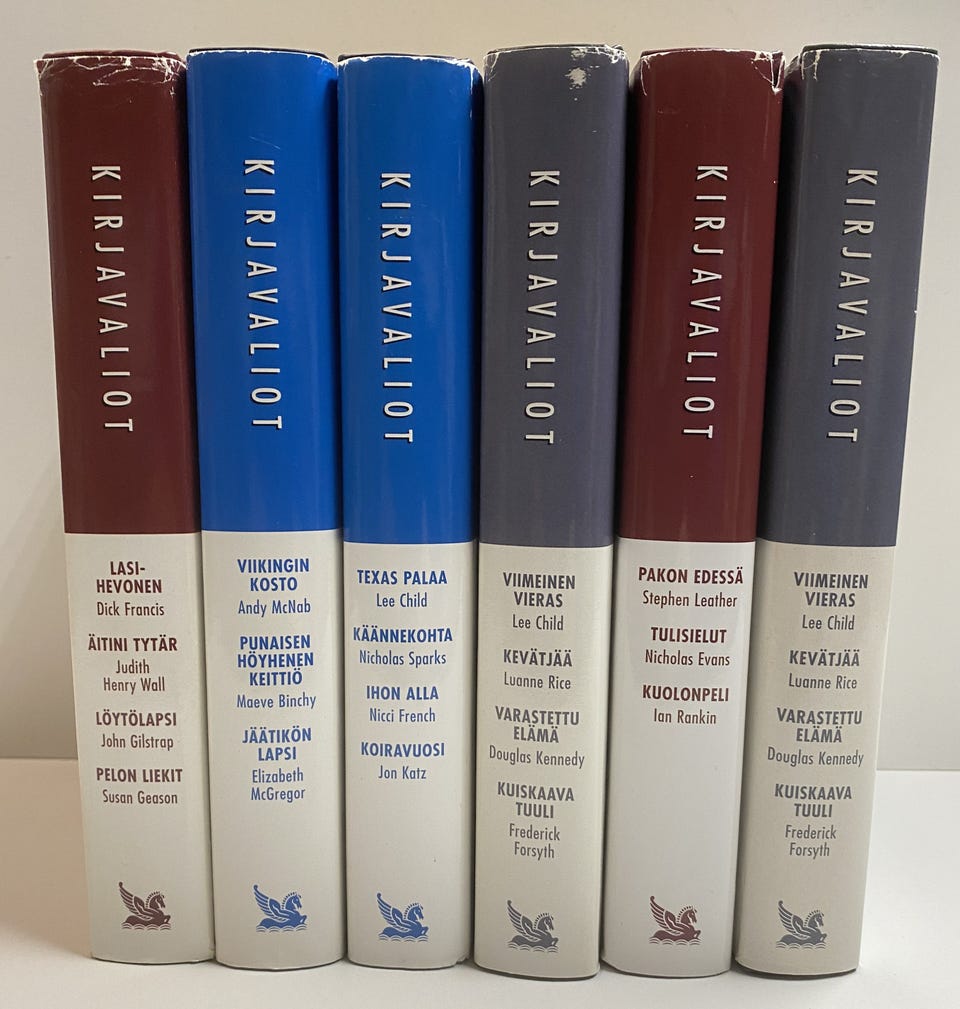 KIRJAVALIOT
LASI-
HEVONEN
Dick Francis
ÄITINI TYTÄR
Judith
Henry Wall
LÖYTÖLAPSI
John Gilstrap
PELON LIEKIT
Susan Geason
KIRJAVALIOT
VIIKINGIN
KOSTO
Andy McNab
PUNAISEN
HÖYHENEN
KEITTIÖ
Maeve Binchy
JÄÄTIKÖN
LAPSI
Elizabeth
McGregor
KIRJAVALIOT
TEXAS PALAA
Lee Child
KÄÄNNEKOHTA
Nicholas Sparks
IHON ALLA
Nicci French
KOIRAVUOSI
Jon Katz
KIRJAVALIOT
VIIMEINEN
VIERAS
Lee Child
KEVÄTJÄÄ
Luanne Rice
VARASTETTU
ELÄMÄ
Douglas Kennedy
KUISKAAVA
TUULI
Frederick
Forsyth
KIRJAVALIOT
PAKON EDESSÄ
Stephen Leather
TULISIELUT
Nicholas Evans
KUOLONPELI
Ian Rankin
KIRJAVALIOT
VIIMEINEN
VIERAS
Lee Child
KEVÄTJÄÄ
Luanne Rice
VARASTETTU
ELÄMÄ
Douglas Kennedy
KUISKAAVA
TUULI
Frederick
Forsyth